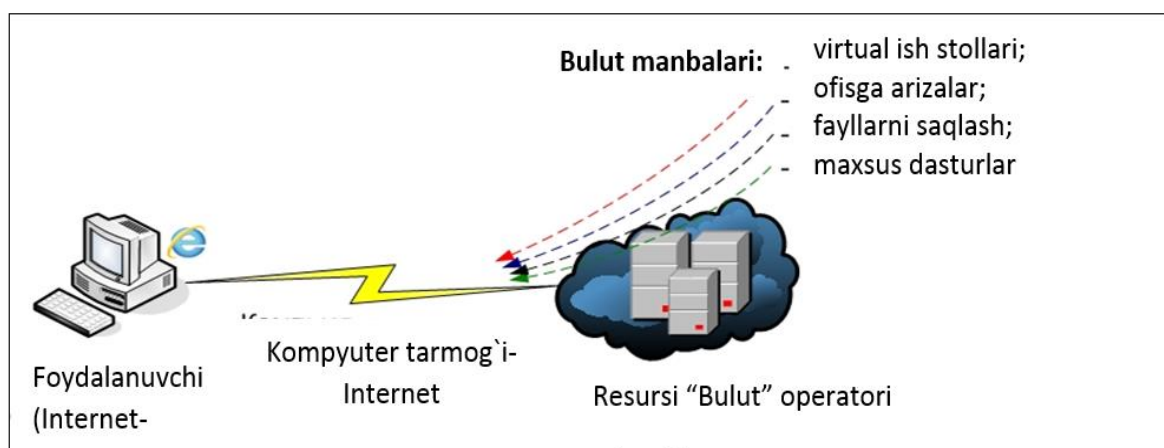 Bulut manbalari:
- virtual ish stollari;
- ofisga arizalar;
- fayllarni saqlash;
- maxsus dasturlar
Kompyuter tarmog`i-
Internet
Foydalanuvchi
(Internet-
Resursi “Bulut” operatori